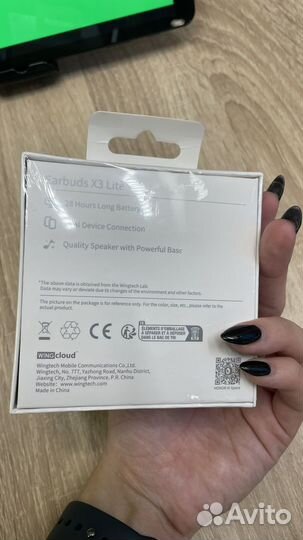 Earbuds X3 Lite
28 Hours Long Battery
Device Connection
Quality Speaker with Powerful Bass
*The above data is obtained from the Wingtech Lab.
Data may vary or deviate due to changes of the environment and other factors.
The picture on the package is for reference only. For the color, size, etc., please refer to the
actual product.
ÉLÉMENTS D'EMBALLAGE
À SÉPARER ET À DÉPOSER
DANS LE BAC DE TRI
WINGcloud™
Wingtech Mobile Communications Co., Ltd.
Wingtech, No. 777, Yazhong Road, Nanhu District,
Jiaxing City, Zhejiang Province, P.R. China
Website: www.wingtech.com
Made in China
HONOR AI Space
Avito